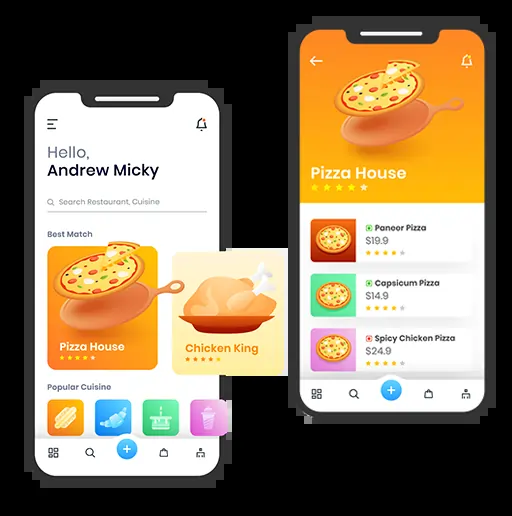 Hello,
Andrew Micky
Search Restaurant, Cuisine
Best Match
Pizza House
Chicken King
Popular Cuisine
Pizza House
Paneer Pizza
$19.9
Capsicum Pizza
$14.9
Spicy Chicken Pizza
$24.9